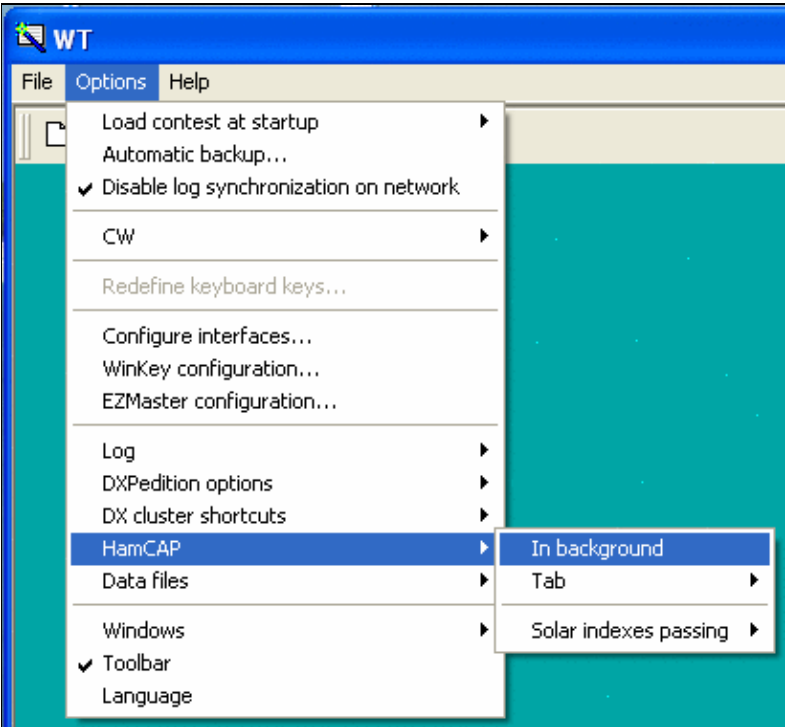 WT
File Options Help
Load contest at startup
Automatic backup...
Disable log synchronization on network
CW
Redefine keyboard keys...
Configure interfaces...
WinKey configuration...
EZMaster configuration...
Log
DXPedition options
DX cluster shortcuts
HamCAP
In background
Data files
Tab
Windows
Solar indexes passing
Toolbar
Language